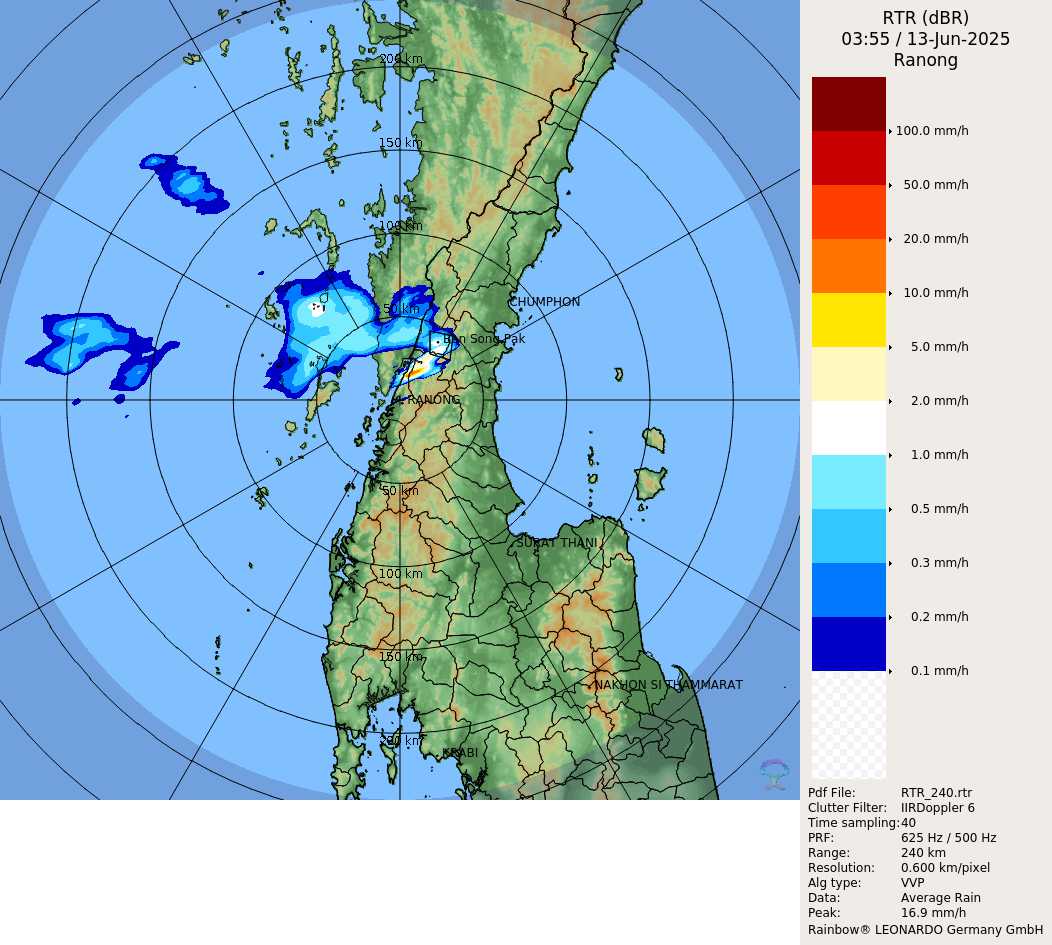 RTR (dBR)
03:55 / 13-Jun-2025
Ranong
200 km
150 km
100 km
50 km
CHUMPHON
Ban Song Pak
RANONG
50 km
SURAT THANI
100 km
150 km
NAKHON SI THAMMARAT
200 km
KRABI
100.0 mm/h
50.0 mm/h
20.0 mm/h
10.0 mm/h
5.0 mm/h
2.0 mm/h
1.0 mm/h
0.5 mm/h
0.3 mm/h
0.2 mm/h
0.1 mm/h
Pdf File: RTR_240.rtr
Clutter Filter: IIRDoppler 6
Time sampling: 40
PRF: 625 Hz / 500 Hz
Range: 240 km
Resolution: 0.600 km/pixel
Alg type: VVP
Data: Average Rain
Peak: 16.9 mm/h
Rainbow® LEONARDO Germany GmbH